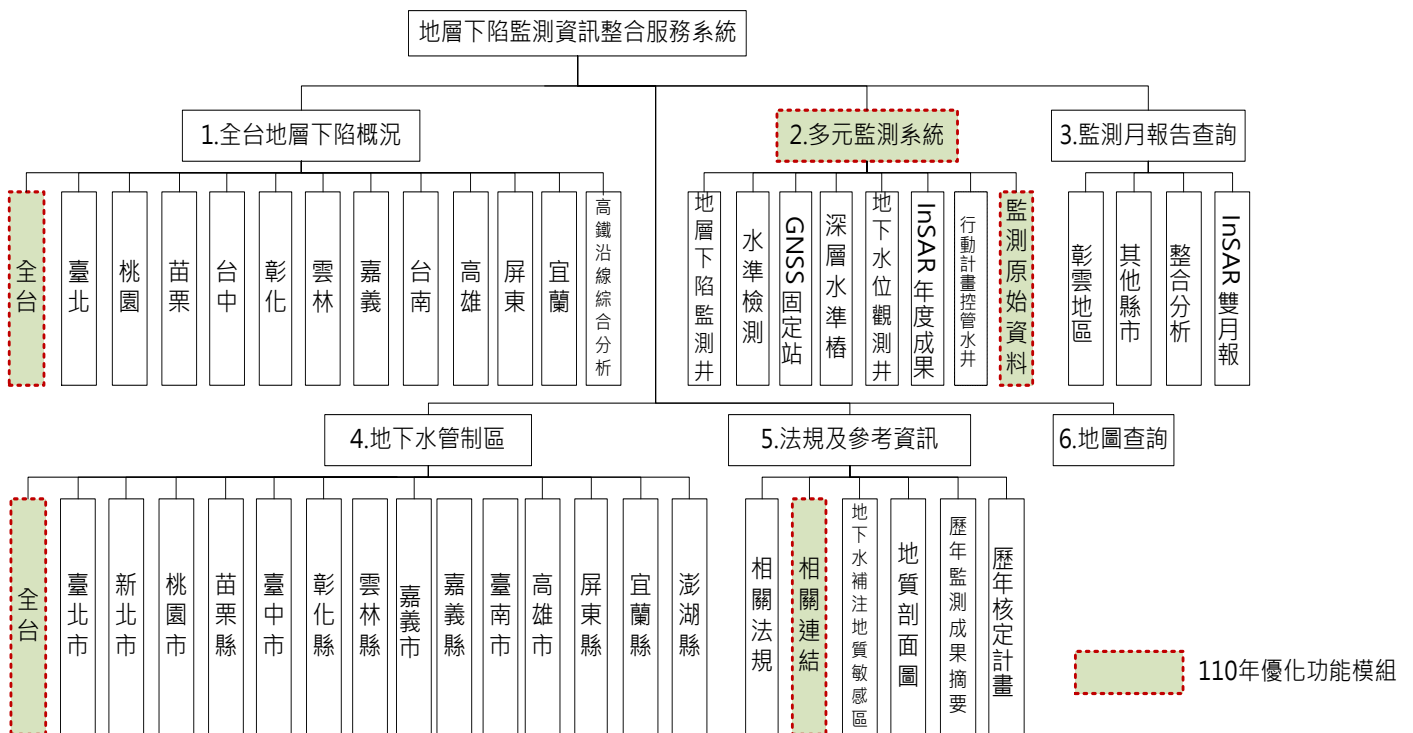 地層下陷監測資訊整合服務系統
1.全台地層下陷概況
2.多元監測系統
3.監測月報告查詢
全台
臺北
桃園
苗栗
台中
彰化
雲林
嘉義
台南
高雄
屏東
宜蘭
高鐵沿線綜合分析
地層下陷監測井
水準檢測
GNSS固定站
深層水準樁
地下水位觀測井
InSAR年度成果
行動計畫控管水井
監測原始資料
彰雲地區
其他縣市
整合分析
InSAR雙月報
4.地下水管制區
5.法規及參考資訊
6.地圖查詢
全台
臺北市
新北市
桃園市
苗栗縣
臺中市
彰化縣
雲林縣
嘉義市
嘉義縣
臺南市
高雄市
屏東縣
宜蘭縣
澎湖縣
相關法規
相關連結
地下水補注地質敏感區
地質剖面圖
歷年監測成果摘要
歷年核定計畫
110年優化功能模組